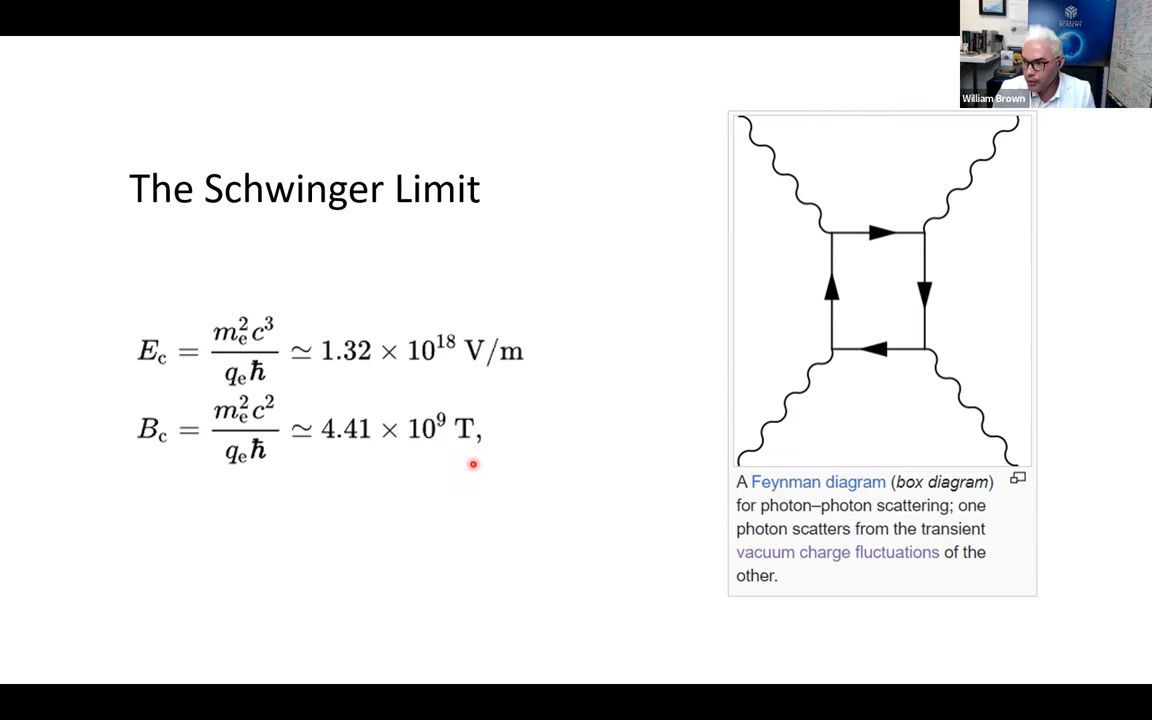 William Brown
The Schwinger Limit
E_c = m_e^2 c^3 / q_e ħ ≃ 1.32 × 10^18 V/m
B_c = m_e^2 c^2 / q_e ħ ≃ 4.41 × 10^9 T,
A Feynman diagram (box diagram)
for photon–photon scattering; one
photon scatters from the transient
vacuum charge fluctuations of the
other.